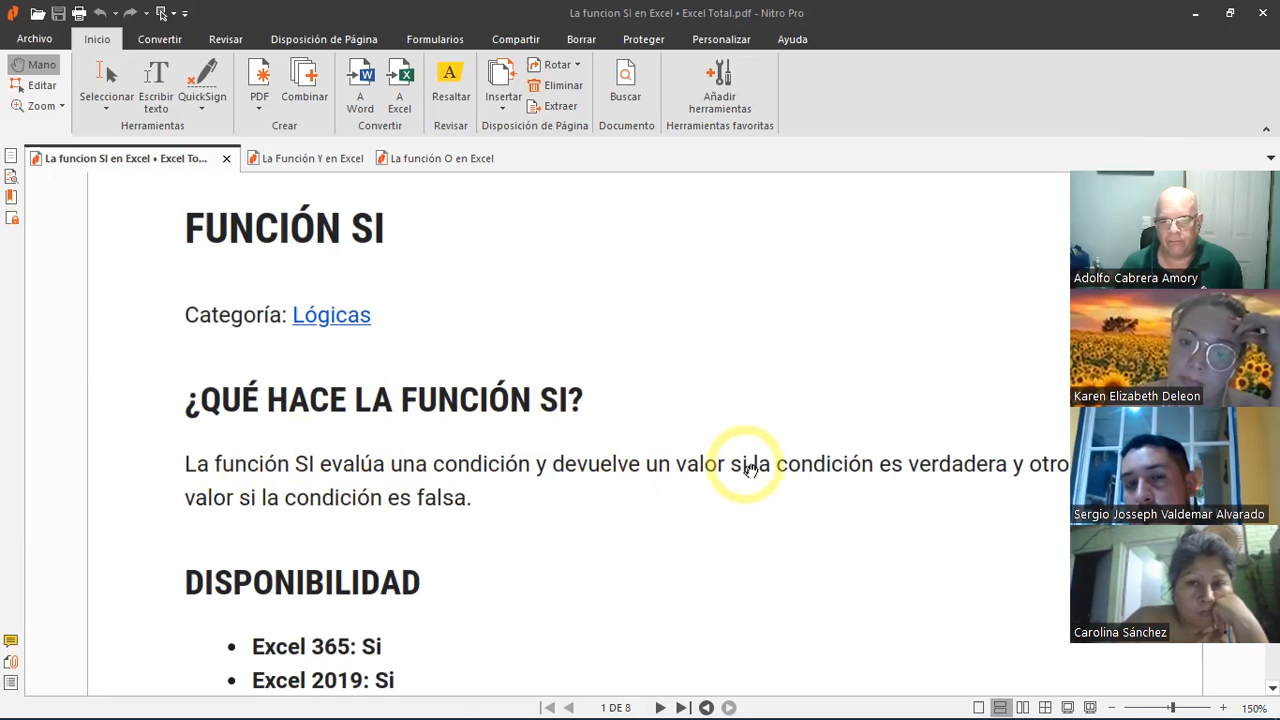 La funcion SI en Excel • Excel Total.pdf - Nitro Pro
Archivo Inicio Convertir Revisar Disposición de Página Formularios Compartir Borrar Proteger Personalizar Ayuda
Mano
Editar
Zoom
Seleccionar
Escribir texto
QuickSign
Herramientas
PDF
Combinar
Crear
A Word
A Excel
Convertir
Resaltar
Revisar
Insertar
Rotar
Eliminar
Extraer
Disposición de Página
Buscar
Documento
Añadir herramientas
Herramientas favoritas
La funcion SI en Excel • Excel To...
La Función Y en Excel
La función O en Excel
FUNCIÓN SI
Categoría: Lógicas
¿QUÉ HACE LA FUNCIÓN SI?
La función SI evalúa una condición y devuelve un valor si la condición es verdadera y otro
valor si la condición es falsa.
DISPONIBILIDAD
• Excel 365: Si
• Excel 2019: Si
Adolfo Cabrera Amory
Karen Elizabeth Deleon
Sergio Josseph Valdemar Alvarado
Carolina Sánchez
1 DE 8
150%